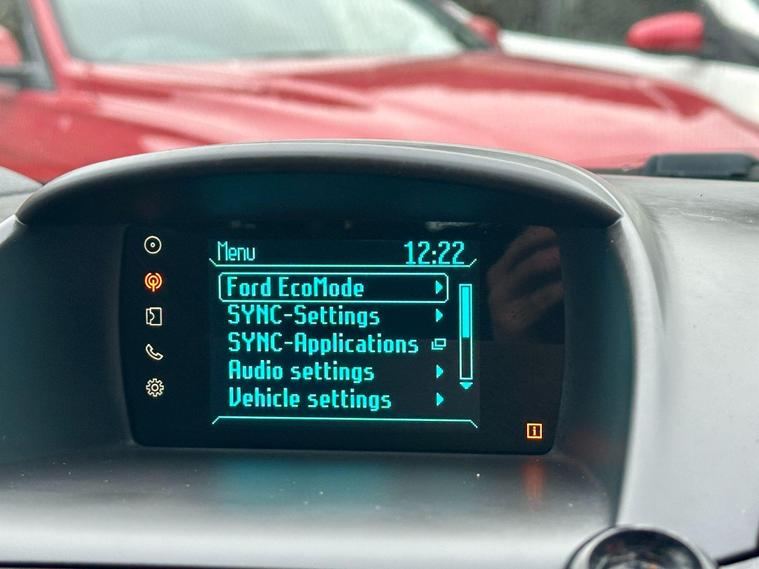 Menu 12:22
Ford EcoMode
SYNC-Settings
SYNC-Applications
Audio settings
Vehicle settings
i